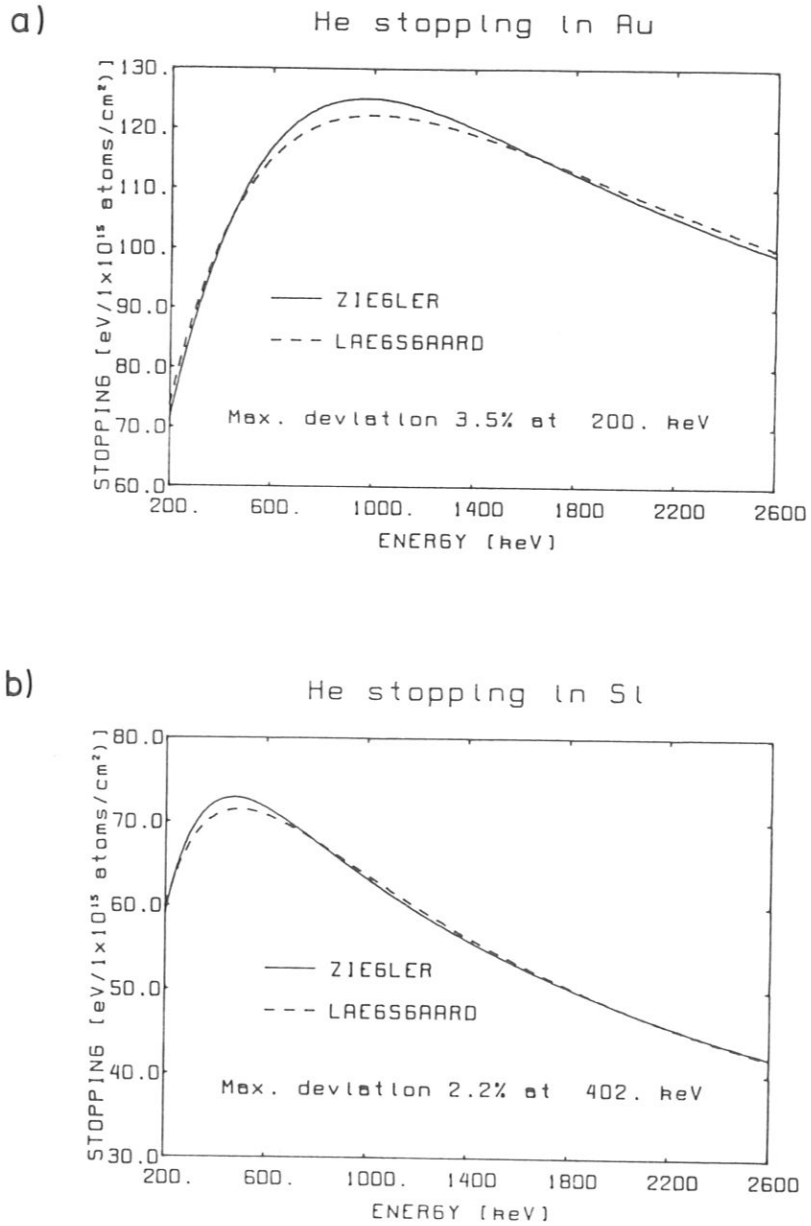 a)
He stopping in Au
STOPPING [eV/1x10¹⁵ atoms/cm²)]
130.
120.
110.
100.
90.0
80.0
70.0
60.0
ZIEGLER
LAEGSGAARD
Max. deviation 3.5% at 200. keV
200. 600. 1000. 1400 1800 2200 2600
ENERGY [keV]
b)
He stopping in Si
STOPPING [eV/1x10¹⁵ atoms/cm²)]
80.0
70.0
60.0
50.0
40.0
30.0
ZIEGLER
LAEGSGAARD
Max. deviation 2.2% at 402. keV
200. 600. 1000. 1400 1800 2200 2600
ENERGY [keV]